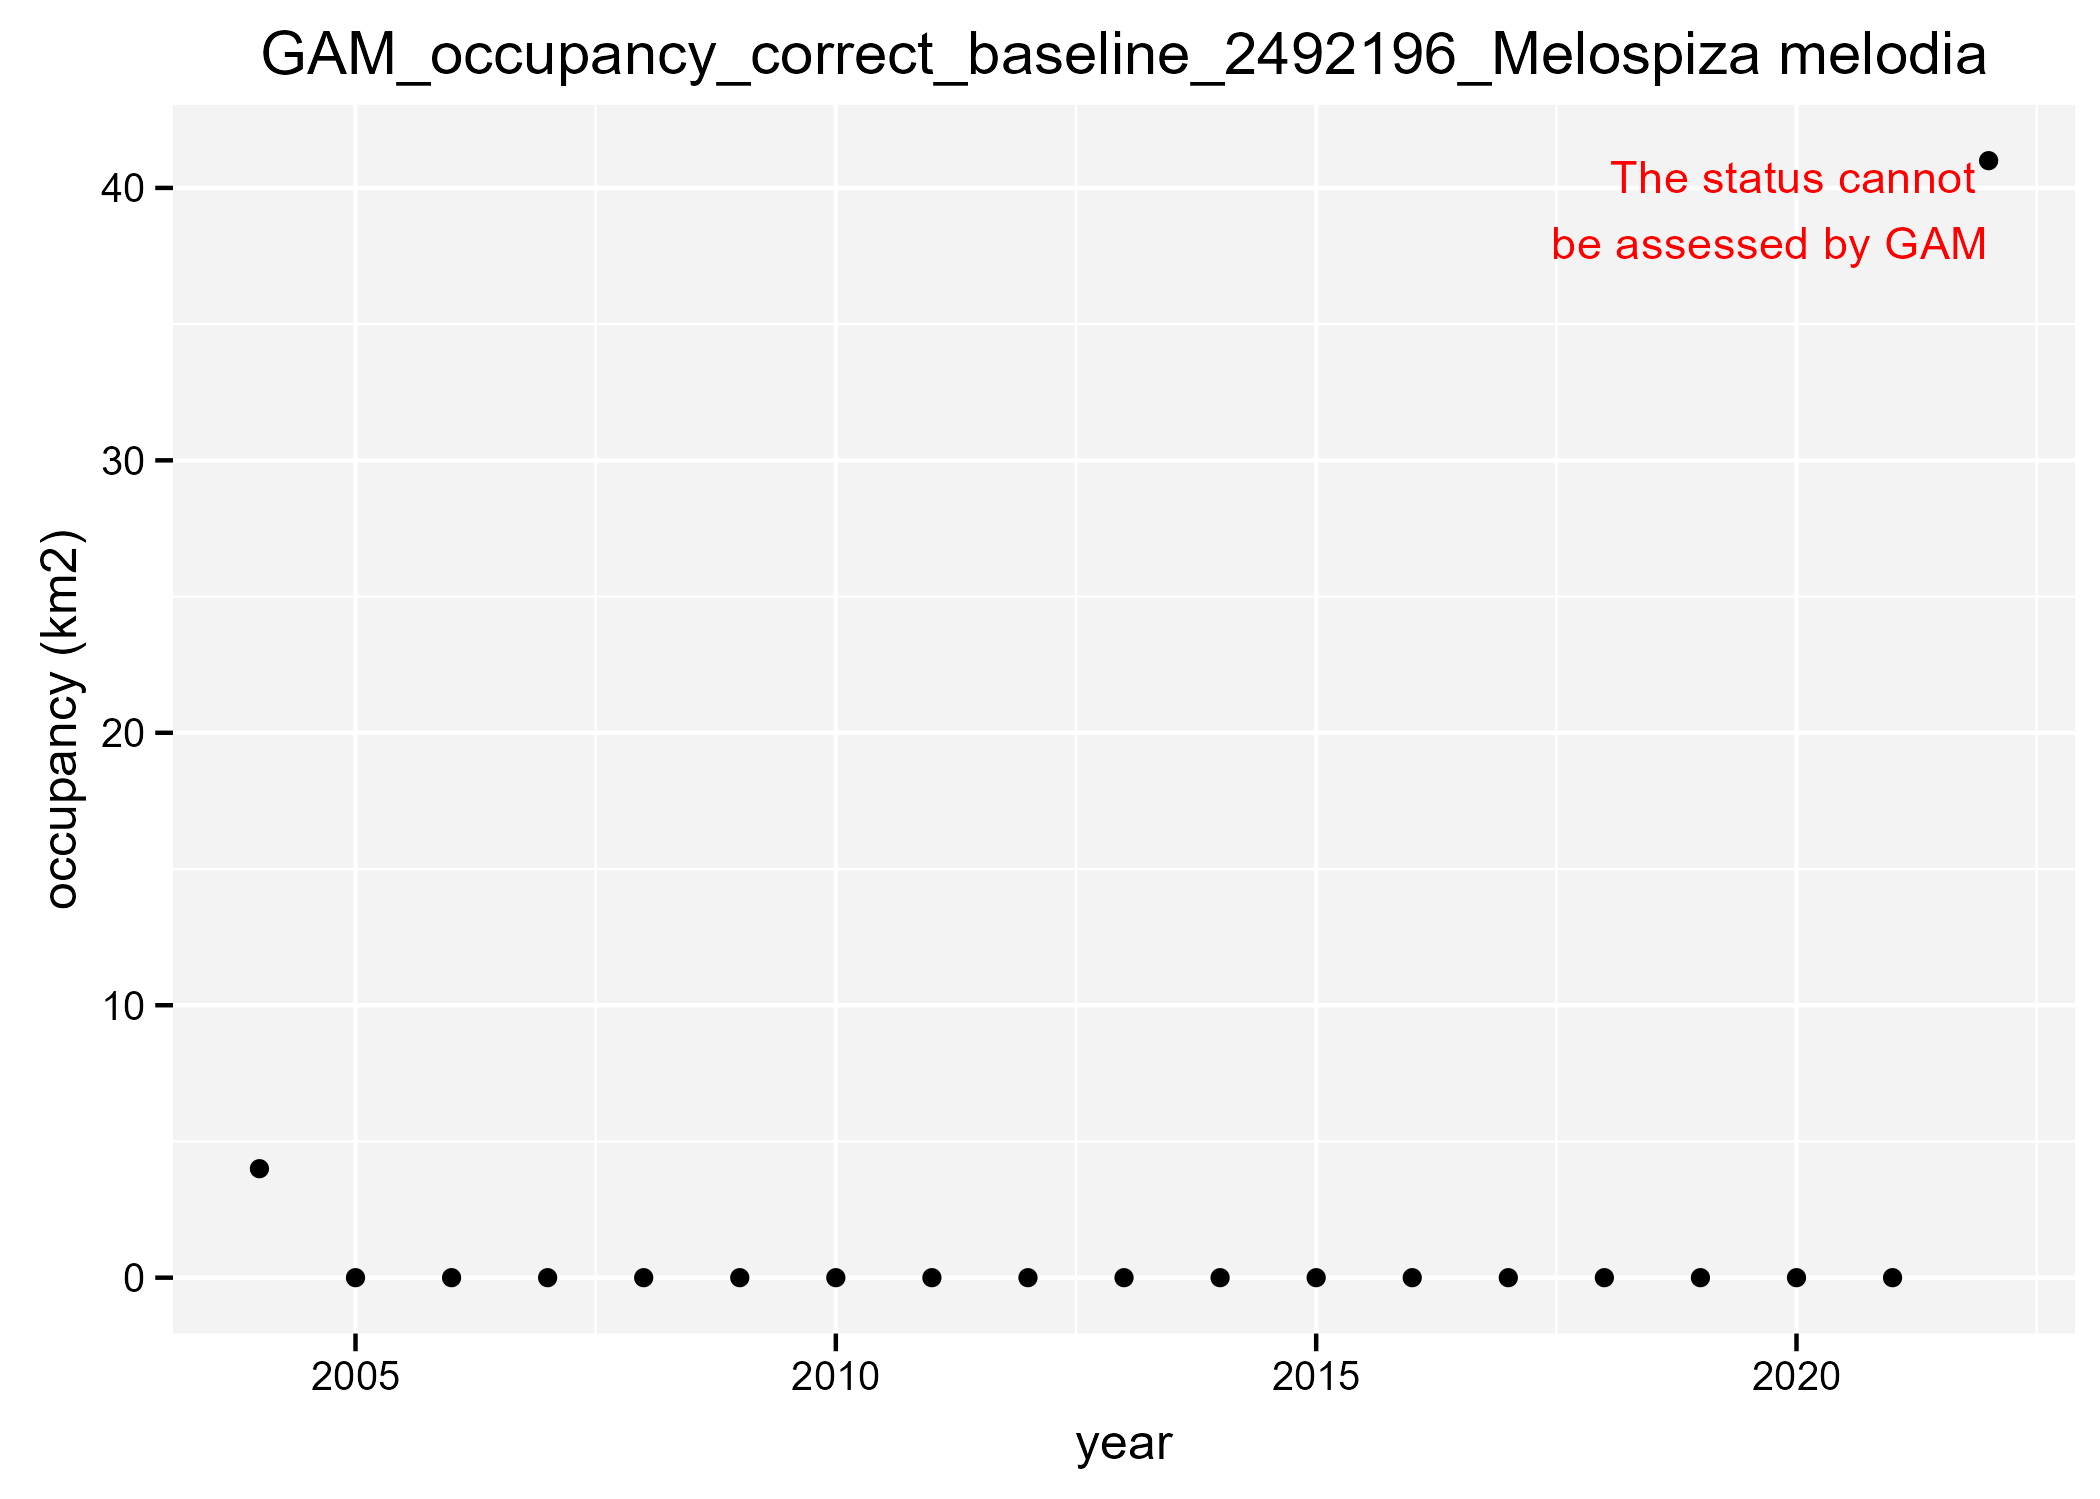 GAM_occupancy_correct_baseline_2492196_Melospiza melodia
The status cannot
be assessed by GAM
occupancy (km2)
40
30
20
10
0
2005 2010 2015 2020
year